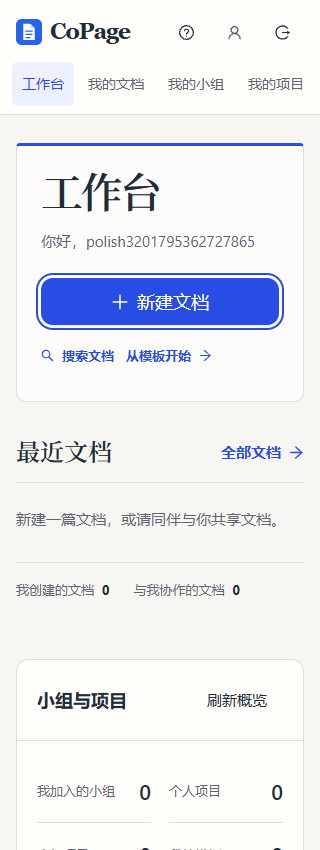 CoPage
工作台 我的文档 我的小组 我的项目
工作台
你好，polish3201795362727865
新建文档
搜索文档 从模板开始
最近文档 全部文档
新建一篇文档，或请同伴与你共享文档。
我创建的文档 0 与我协作的文档 0
小组与项目 刷新概览
我加入的小组 0 个人项目 0